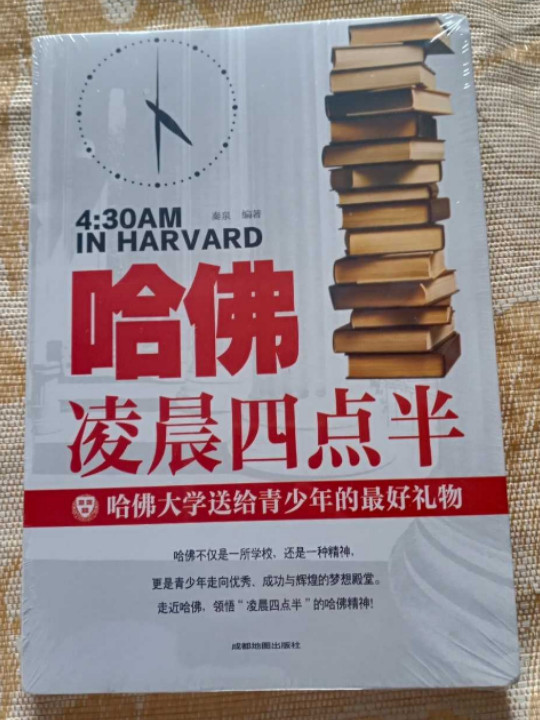 4:30AM
IN HARVARD
秦泉 编著
哈佛
凌晨四点半
哈佛大学送给青少年的最好礼物
哈佛不仅是一所学校，还是一种精神，
更是青少年走向优秀、成功与辉煌的梦想殿堂。
走近哈佛，领悟“凌晨四点半”的哈佛精神！
成都地图出版社